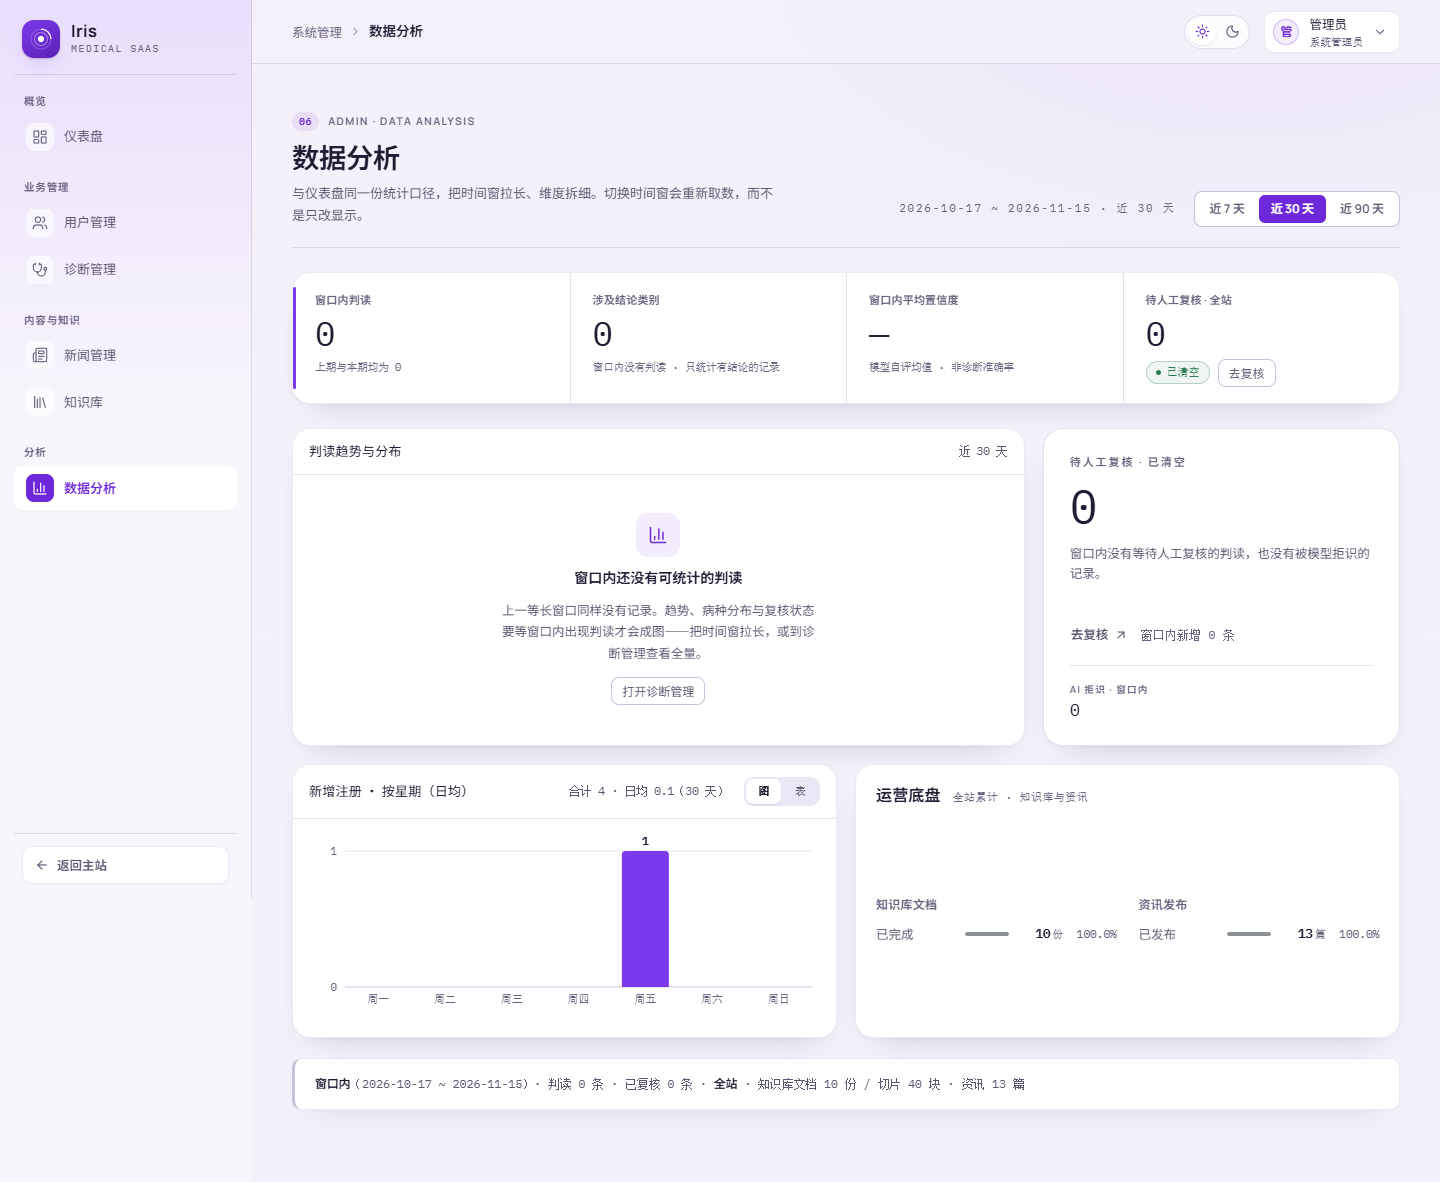 Iris
MEDICAL SAAS
概览
仪表盘
业务管理
用户管理
诊断管理
内容与知识
新闻管理
知识库
分析
数据分析
返回主站
系统管理 > 数据分析
管
管理员
系统管理员
06 ADMIN · DATA ANALYSIS
数据分析
与仪表盘同一份统计口径，把时间窗拉长、维度拆细。切换时间窗会重新取数，而不
是只改显示。
2026-10-17 ~ 2026-11-15 · 近 30 天
近 7 天 近 30 天 近 90 天
窗口内判读
0
上期与本期均为 0
涉及结论类别
0
窗口内没有判读 · 只统计有结论的记录
窗口内平均置信度
—
模型自评均值 · 非诊断准确率
待人工复核 · 全站
0
已清空 去复核
判读趋势与分布 近 30 天
窗口内还没有可统计的判读
上一等长窗口同样没有记录。趋势、病种分布与复核状态
要等窗口内出现判读才会成图——把时间窗拉长，或到诊
断管理查看全量。
打开诊断管理
待人工复核 · 已清空
0
窗口内没有等待人工复核的判读，也没有被模型拒识的
记录。
去复核 窗口内新增 0 条
AI 拒识 · 窗口内
0
新增注册 · 按星期（日均） 合计 4 · 日均 0.1（30 天） 图 表
1
1
0
周一 周二 周三 周四 周五 周六 周日
运营底盘 全站累计 · 知识库与资讯
知识库文档
已完成 10份 100.0%
资讯发布
已发布 13篇 100.0%
窗口内（2026-10-17 ~ 2026-11-15）· 判读 0 条 · 已复核 0 条 · 全站 · 知识库文档 10 份 / 切片 40 块 · 资讯 13 篇